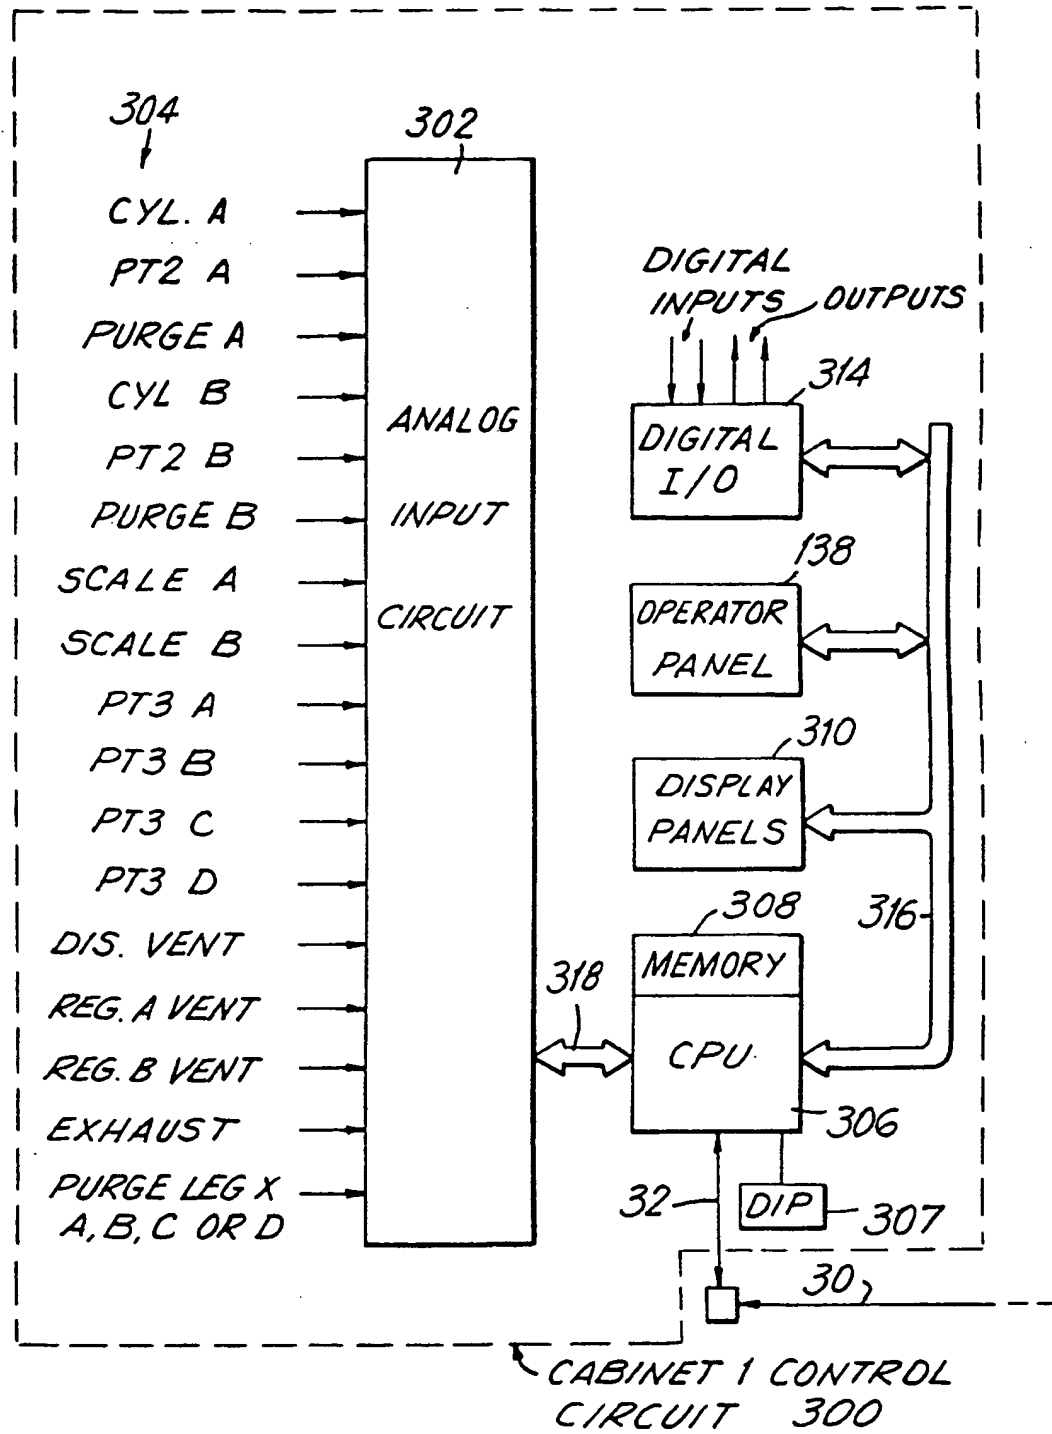 304
302
CYL. A
PT2 A
PURGE A
CYL B
PT2 B
PURGE B
SCALE A
SCALE B
PT3 A
PT3 B
PT3 C
PT3 D
DIS. VENT
REG. A VENT
REG. B VENT
EXHAUST
PURGE LEG X
A, B, C OR D
ANALOG
INPUT
CIRCUIT
DIGITAL
INPUTS
OUTPUTS
314
DIGITAL
I/O
138
OPERATOR
PANEL
310
DISPLAY
PANELS
316
308
MEMORY
318
CPU
306
32
DIP
307
30
CABINET 1 CONTROL
CIRCUIT 300